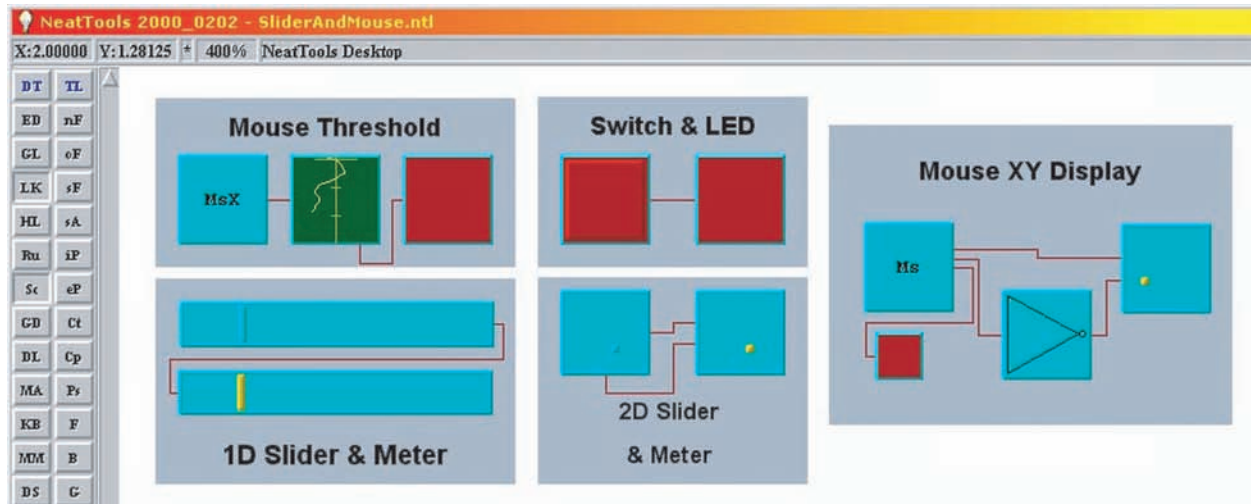 NeatTools 2000_0202 - SliderAndMouse.ntl
X:2.00000 Y:1.28125 * 400% NeatTools Desktop
DT TL
ED nF
GL cF
LK sF
HL sA
Ru iP
Sc eP
GD Ct
DL Cp
MA Ps
KB F
MM B
DS G
Mouse Threshold
MsX
Switch & LED
Mouse XY Display
Ms
1D Slider & Meter
2D Slider
& Meter